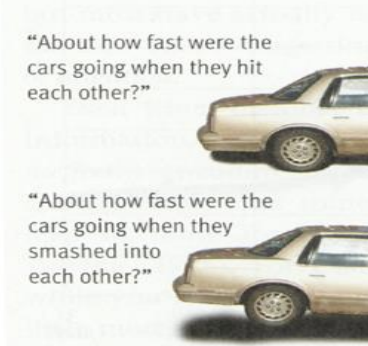 “About how fast were the
cars going when they hit
each other?”
“About how fast were the
cars going when they
smashed into
each other?”